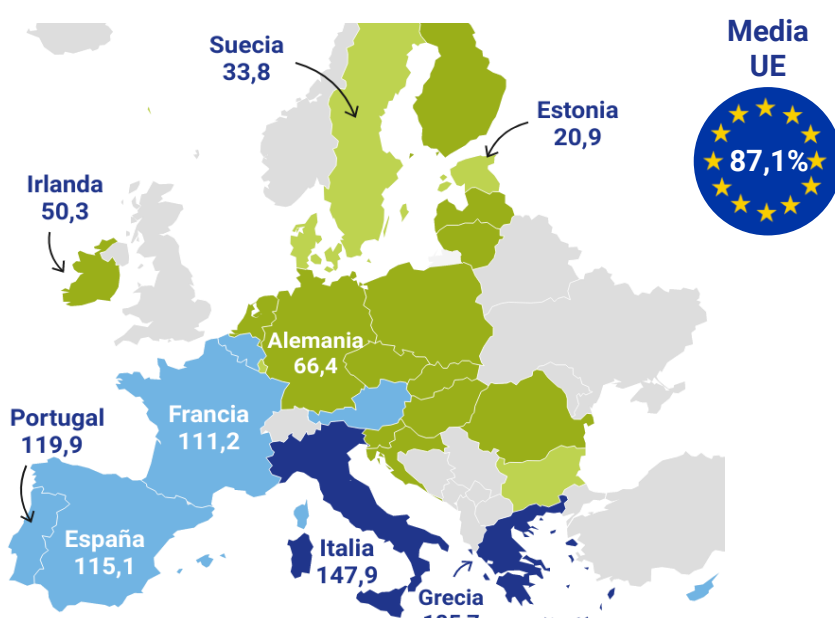 Media
UE
87,1%
Suecia
33,8
Estonia
20,9
Irlanda
50,3
Alemania
66,4
Francia
111,2
Portugal
119,9
España
115,1
Italia
147,9
Grecia